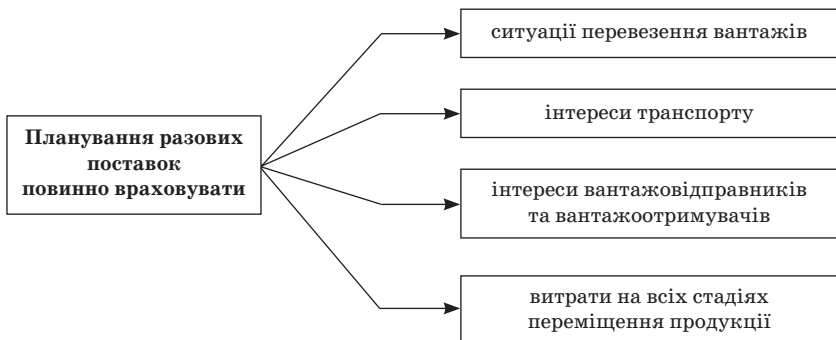 ситуації перевезення вантажів
інтереси транспорту
Планування разових
поставок
повинно враховувати
інтереси вантажовідправників
та вантажоотримувачів
витрати на всіх стадіях
переміщення продукції